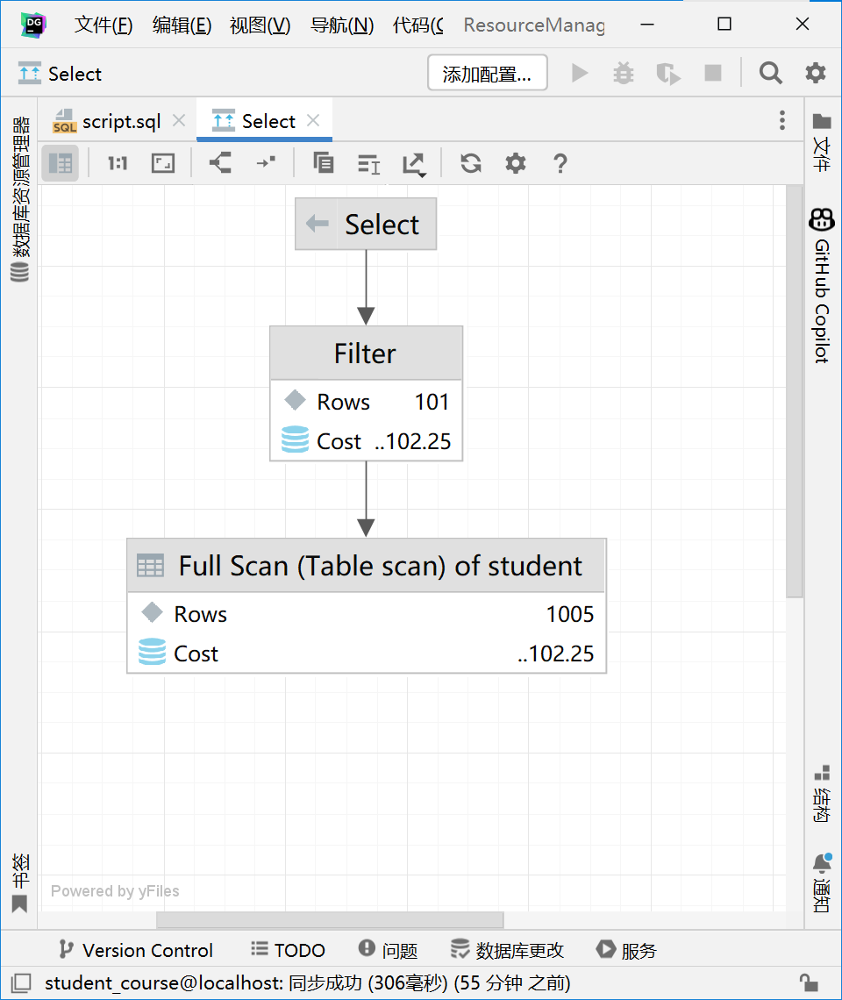 文件(F) 编辑(E) 视图(V) 导航(N) 代码(C ResourceManag
Select
添加配置...
script.sql
Select
1:1
数据库资源管理器
文件
GitHub Copilot
Select
Filter
Rows 101
Cost ..102.25
Full Scan (Table scan) of student
Rows 1005
Cost ..102.25
结构
书签
通知
Powered by yFiles
Version Control TODO 问题 数据库更改 服务
student_course@localhost: 同步成功 (306毫秒) (55 分钟 之前)